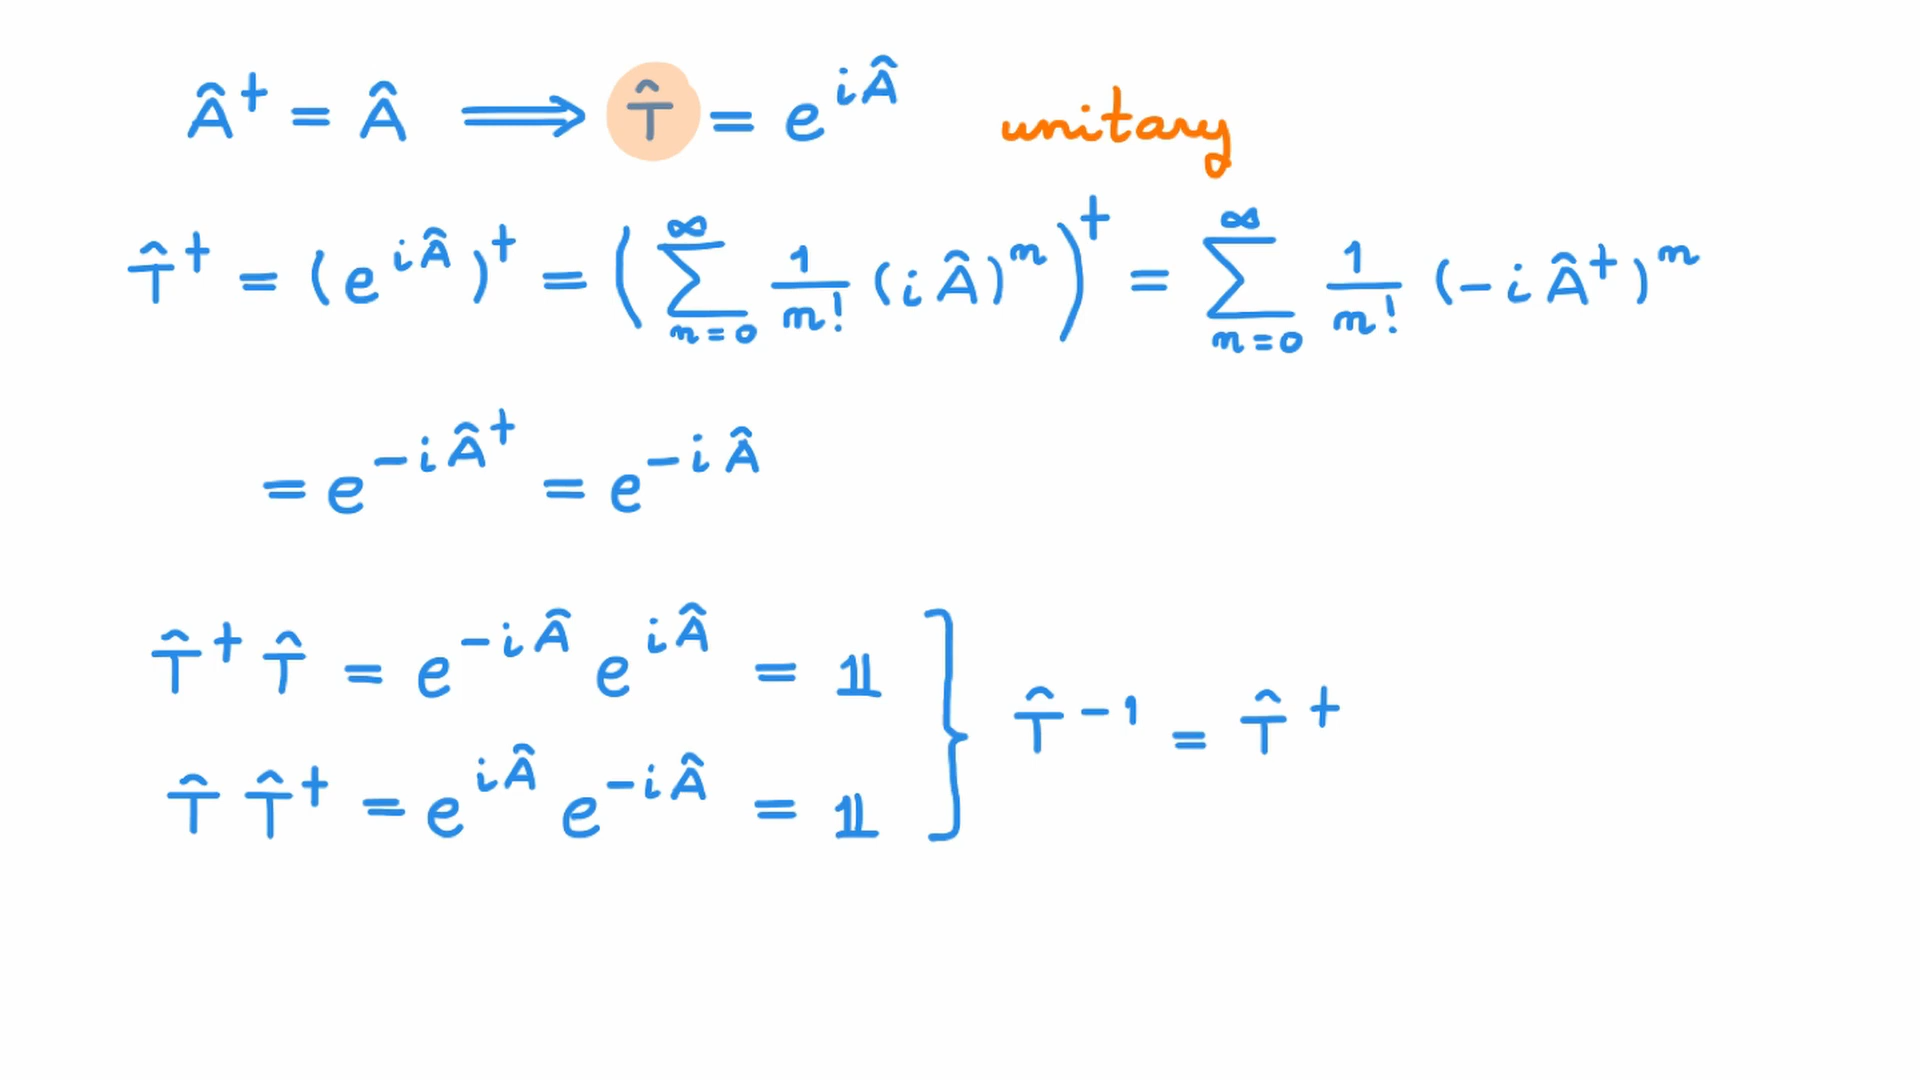 Â† = Â ⟹ T̂ = e^{iÂ} unitary
T̂† = (e^{iÂ})† = (∑_{n=0}^{∞} 1/n! (iÂ)^n)† = ∑_{n=0}^{∞} 1/n! (-iÂ†)^n
= e^{-iÂ†} = e^{-iÂ}
T̂†T̂ = e^{-iÂ} e^{iÂ} = 𝟙
T̂T̂† = e^{iÂ} e^{-iÂ} = 𝟙
} T̂^{-1} = T̂†